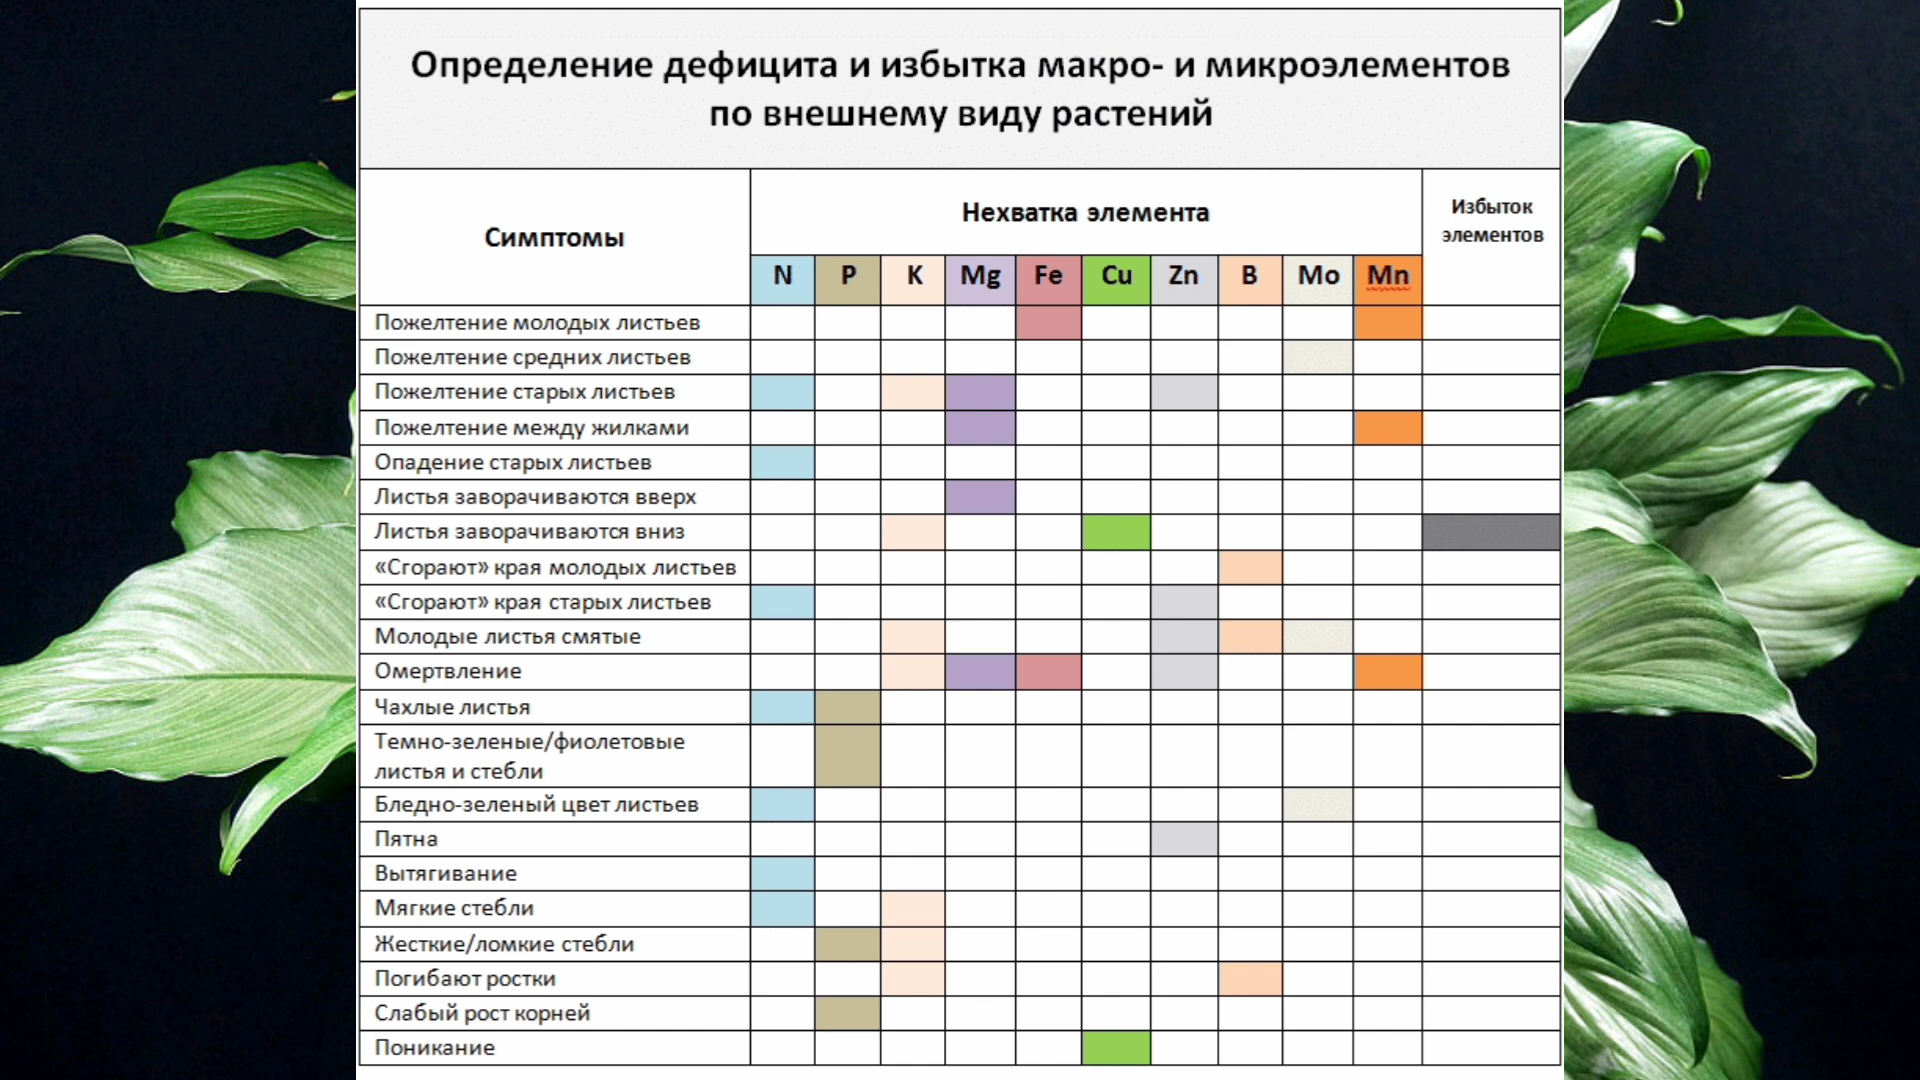 Определение дефицита и избытка макро- и микроэлементов
по внешнему виду растений
Симптомы
Нехватка элемента
Избыток
элементов
N P K Mg Fe Cu Zn B Mo Mn
Пожелтение молодых листьев
Пожелтение средних листьев
Пожелтение старых листьев
Пожелтение между жилками
Опадение старых листьев
Листья заворачиваются вверх
Листья заворачиваются вниз
«Сгорают» края молодых листьев
«Сгорают» края старых листьев
Молодые листья смятые
Омертвление
Чахлые листья
Темно-зеленые/фиолетовые
листья и стебли
Бледно-зеленый цвет листьев
Пятна
Вытягивание
Мягкие стебли
Жесткие/ломкие стебли
Погибают ростки
Слабый рост корней
Поникание